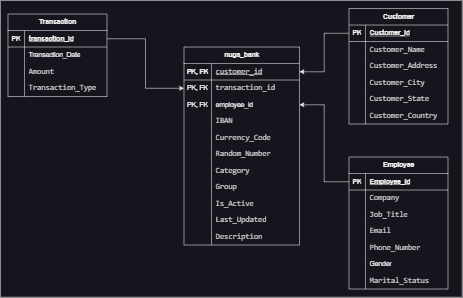 Transaction
PK transaction_id
Transaction_Date
Amount
Transaction_Type
nuga_bank
PK, FK customer_id
PK, FK transaction_id
PK, FK employee_id
IBAN
Currency_Code
Random_Number
Category
Group
Is_Active
Last_Updated
Description
Customer
PK Customer_id
Customer_Name
Customer_Address
Customer_City
Customer_State
Customer_Country
Employee
PK Employee_id
Company
Job_Title
Email
Phone_Number
Gender
Marital_Status